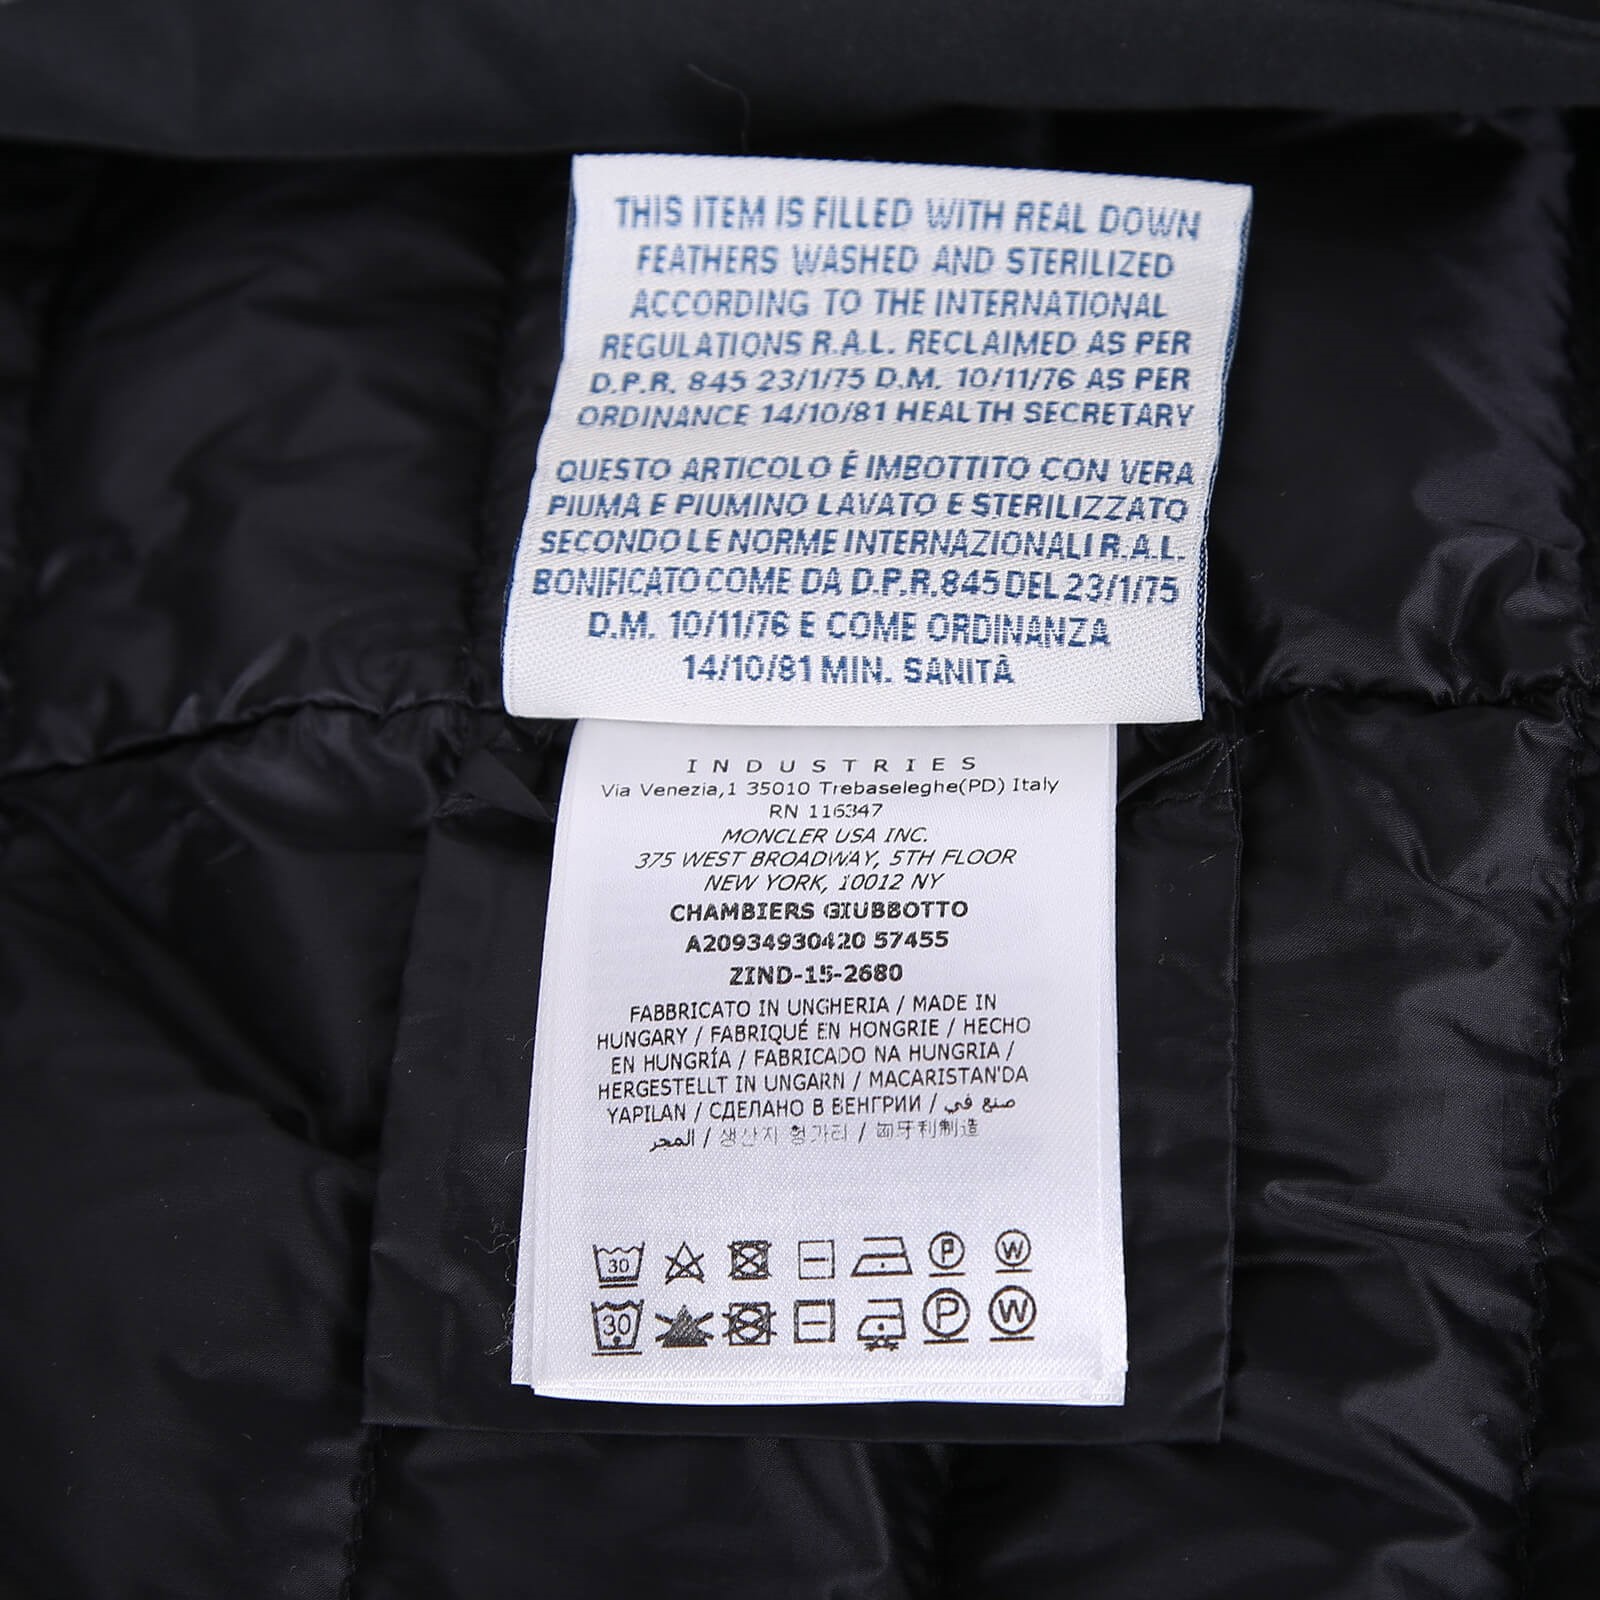 THIS ITEM IS FILLED WITH REAL DOWN
FEATHERS WASHED AND STERILIZED
ACCORDING TO THE INTERNATIONAL
REGULATIONS R.A.L. RECLAIMED AS PER
D.P.R. 845 23/1/75 D.M. 10/11/76 AS PER
ORDINANCE 14/10/81 HEALTH SECRETARY
QUESTO ARTICOLO É IMBOTTITO CON VERA
PIUMA E PIUMINO LAVATO E STERILIZZATO
SECONDO LE NORME INTERNAZIONALI R.A.L.
BONIFICATO COME DA D.P.R. 845 DEL 23/1/75
D.M. 10/11/76 E COME ORDINANZA
14/10/81 MIN. SANITÀ
INDUSTRIES
Via Venezia,1 35010 Trebaseleghe(PD) Italy
RN 116347
MONCLER USA INC.
375 WEST BROADWAY, 5TH FLOOR
NEW YORK, 10012 NY
CHAMBIERS GIUBBOTTO
A20934930420 57455
ZIND-15-2680
FABBRICATO IN UNGHERIA / MADE IN
HUNGARY / FABRIQUÉ EN HONGRIE / HECHO
EN HUNGRÍA / FABRICADO NA HUNGRIA /
HERGESTELLT IN UNGARN / MACARISTAN'DA
YAPILAN / СДЕЛАНО В ВЕНГРИИ / صنع في
المجر / 생산지 헝가리 / 匈牙利制造
30 P W
30 P W